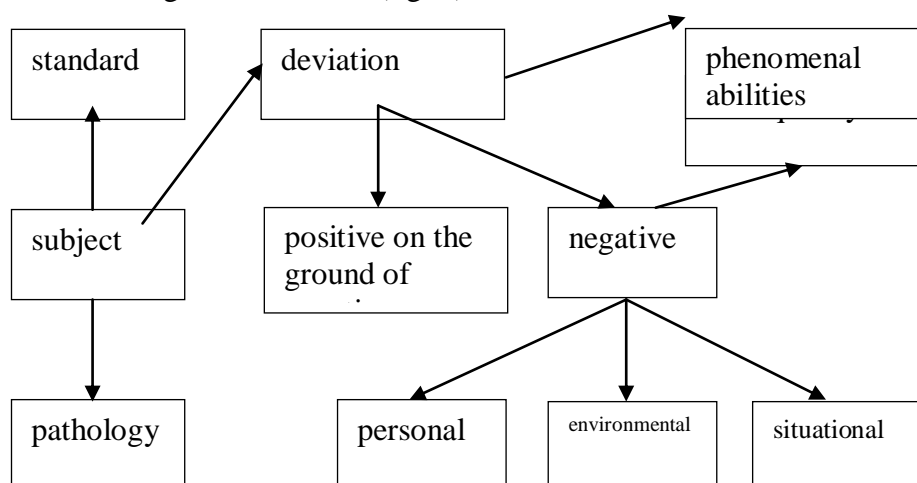 standard
deviation
phenomenal
abilities
subject
positive on the
ground of
negative
pathology
personal
environmental
situational